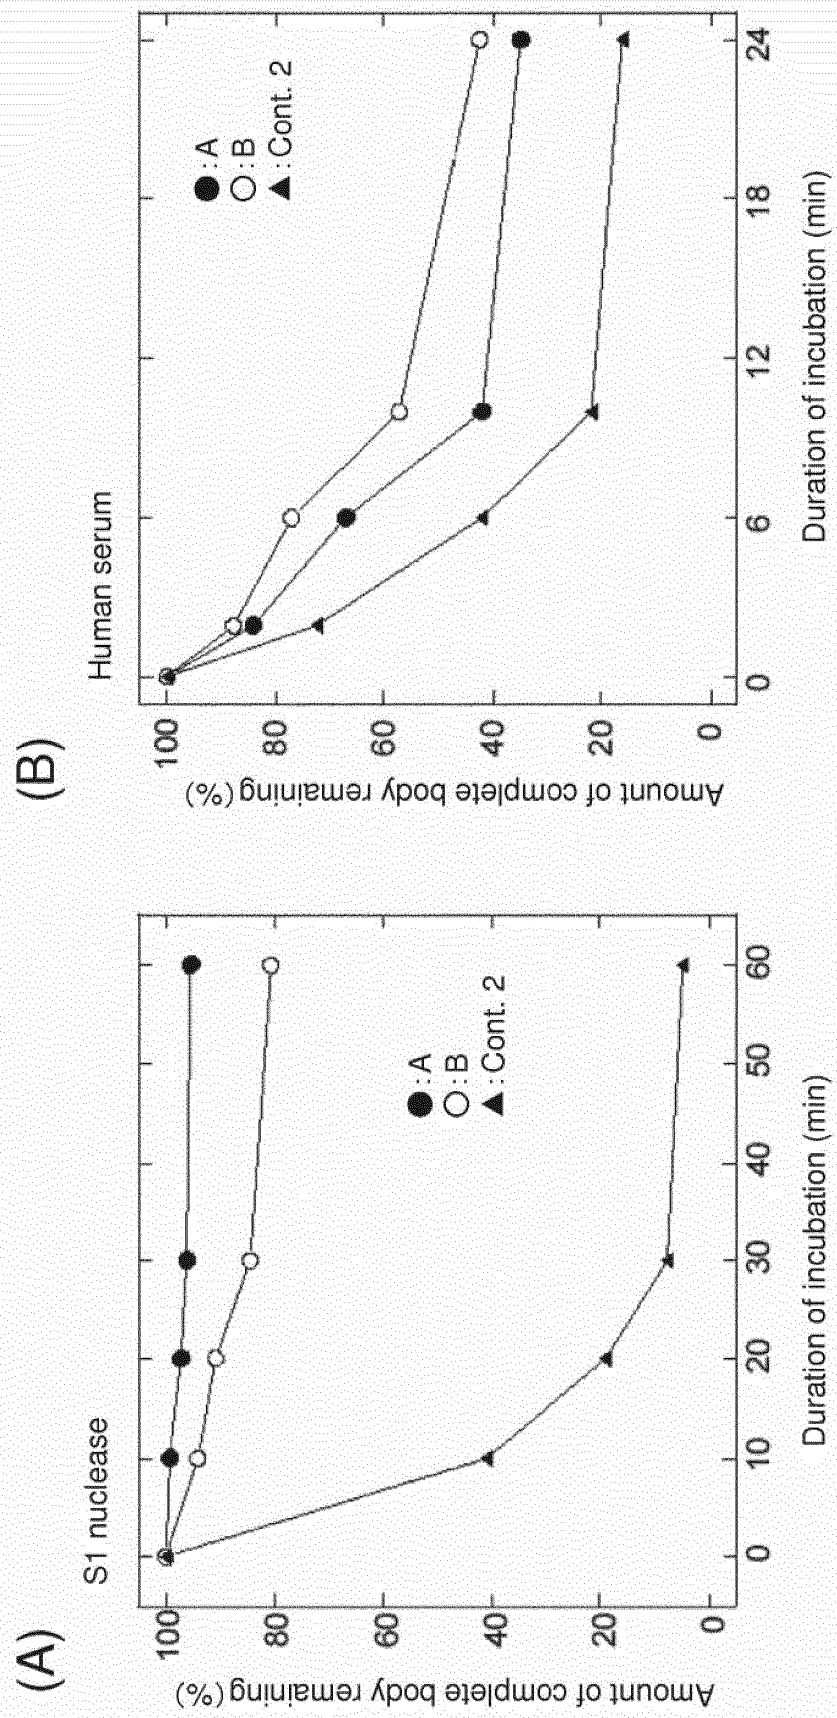 (A)
S1 nuclease
Amount of complete body remaining (%)
100
80
60
40
20
0
0
10
20
30
40
50
60
Duration of incubation (min)
●: A
○: B
▲: Cont. 2
(B)
Human serum
Amount of complete body remaining (%)
100
80
60
40
20
0
0
6
12
18
24
Duration of incubation (min)
●: A
○: B
▲: Cont. 2